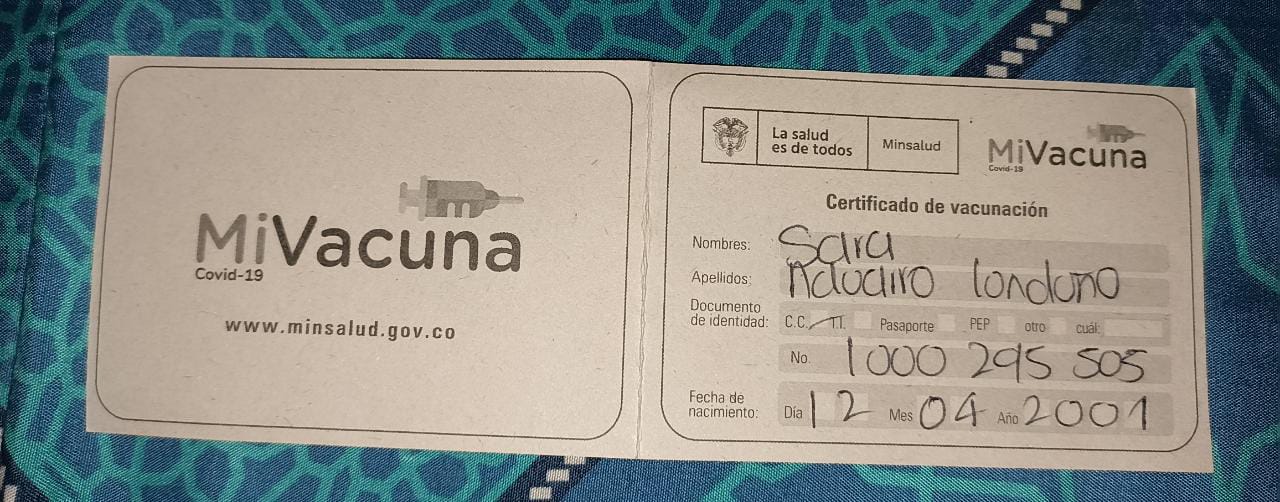 MiVacuna
Covid-19
www.minsalud.gov.co
La salud
es de todos
Minsalud
MiVacuna
Covid-19
Certificado de vacunación
Nombres: Sara
Apellidos: londono
Documento
de identidad: C.C. T.I. Pasaporte PEP otro cuál:
No. 1000 295 505
Fecha de
nacimiento: Día 12 Mes 04 Año 2001